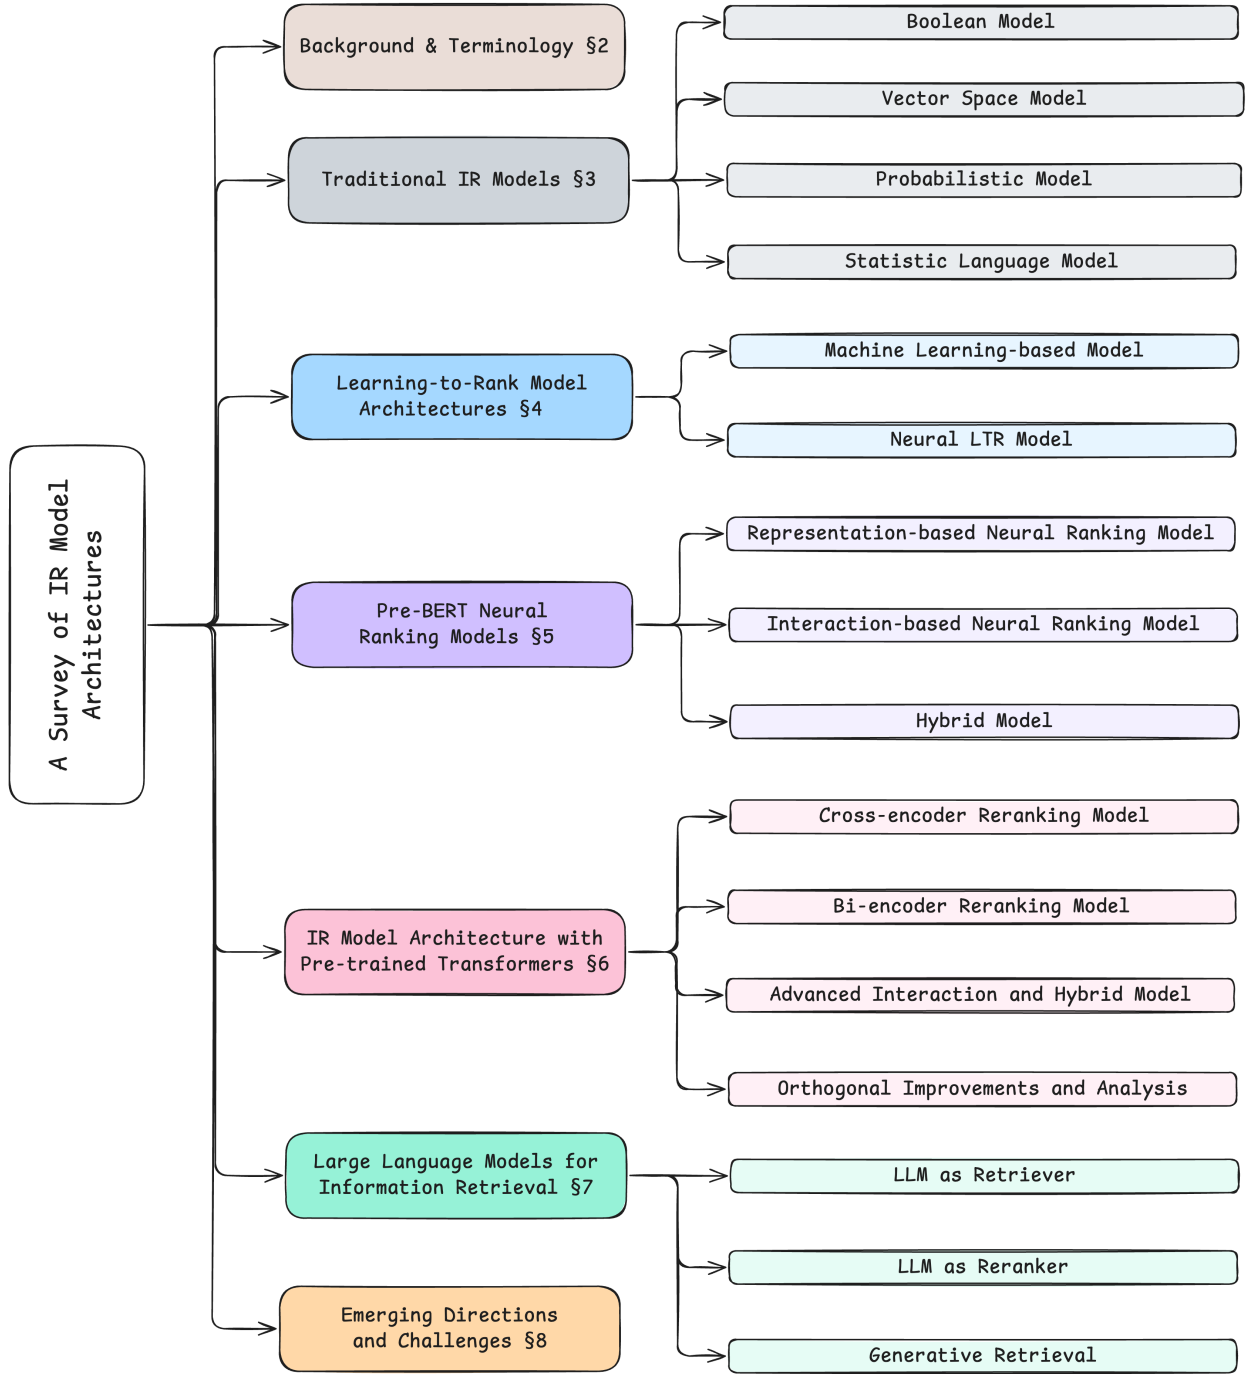 A Survey of IR Model
Architectures
Background & Terminology §2
Traditional IR Models §3
Boolean Model
Vector Space Model
Probabilistic Model
Statistic Language Model
Learning-to-Rank Model
Architectures §4
Machine Learning-based Model
Neural LTR Model
Pre-BERT Neural
Ranking Models §5
Representation-based Neural Ranking Model
Interaction-based Neural Ranking Model
Hybrid Model
IR Model Architecture with
Pre-trained Transformers §6
Cross-encoder Reranking Model
Bi-encoder Reranking Model
Advanced Interaction and Hybrid Model
Orthogonal Improvements and Analysis
Large Language Models for
Information Retrieval §7
LLM as Retriever
LLM as Reranker
Generative Retrieval
Emerging Directions
and Challenges §8